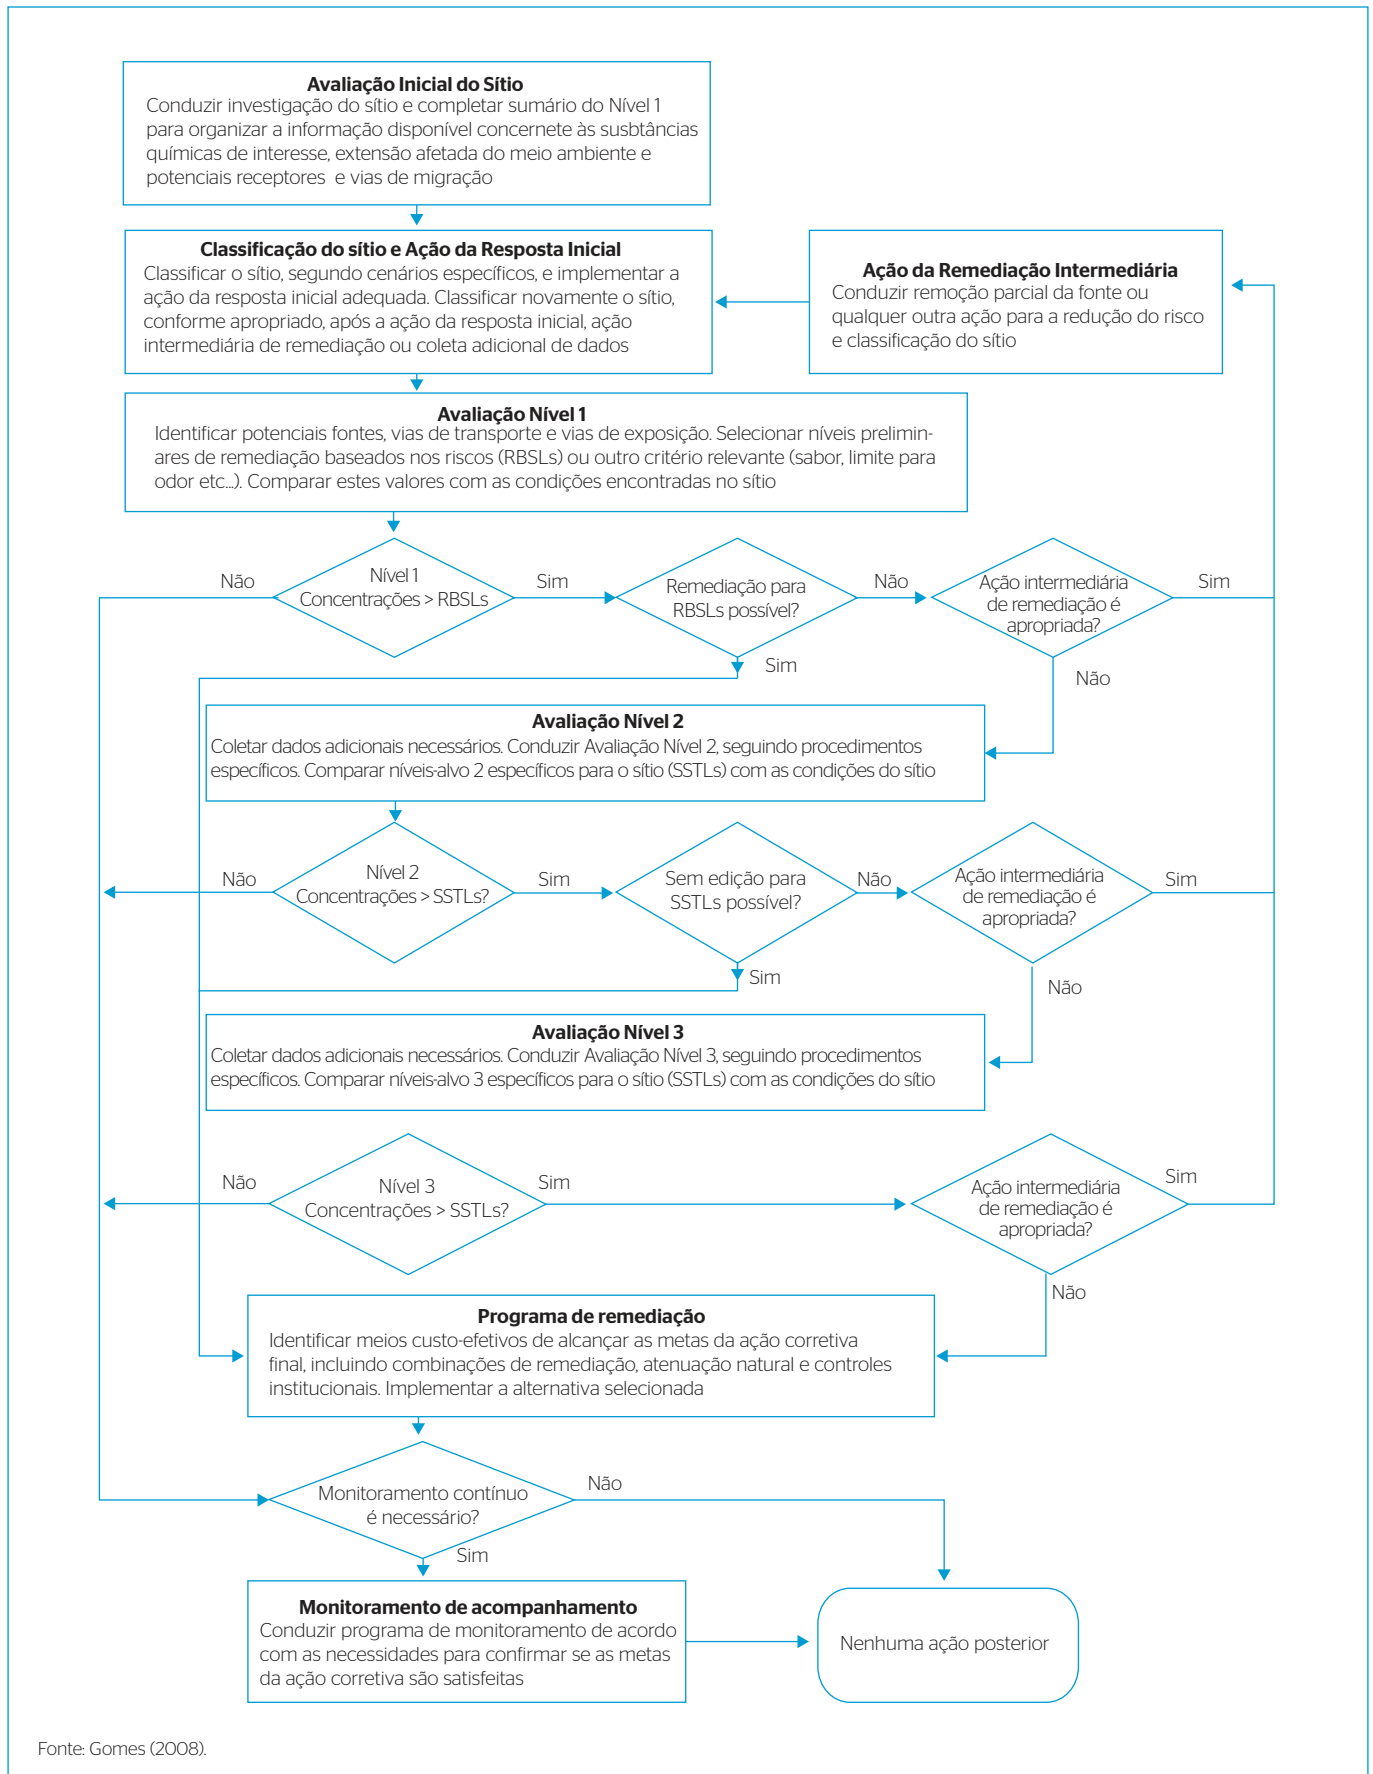 Avaliação Inicial do Sítio
Conduzir investigação do sítio e completar sumário do Nível 1
para organizar a informação disponível concernete às susbtâncias
químicas de interesse, extensão afetada do meio ambiente e
potenciais receptores e vias de migração
Classificação do sítio e Ação da Resposta Inicial
Classificar o sítio, segundo cenários específicos, e implementar a
ação da resposta inicial adequada. Classificar novamente o sítio,
conforme apropriado, após a ação da resposta inicial, ação
intermediária de remediação ou coleta adicional de dados
Ação da Remediação Intermediária
Conduzir remoção parcial da fonte ou
qualquer outra ação para a redução do risco
e classificação do sítio
Avaliação Nível 1
Identificar potenciais fontes, vias de transporte e vias de exposição. Selecionar níveis prelimin-
ares de remediação baseados nos riscos (RBSLs) ou outro critério relevante (sabor, limite para
odor etc...). Comparar estes valores com as condições encontradas no sítio
Não
Nível 1
Concentrações > RBSLs
Sim
Remediação para
RBSLs possível?
Não
Ação intermediária
de remediação é
apropriada?
Sim
Sim
Não
Avaliação Nível 2
Coletar dados adicionais necessários. Conduzir Avaliação Nível 2, seguindo procedimentos
específicos. Comparar níveis-alvo 2 específicos para o sítio (SSTLs) com as condições do sítio
Não
Nível 2
Concentrações > SSTLs?
Sim
Sem edição para
SSTLs possível?
Não
Ação intermediária
de remediação é
apropriada?
Sim
Sim
Não
Avaliação Nível 3
Coletar dados adicionais necessários. Conduzir Avaliação Nível 3, seguindo procedimentos
específicos. Comparar níveis-alvo 3 específicos para o sítio (SSTLs) com as condições do sítio
Não
Nível 3
Concentrações > SSTLs?
Sim
Ação intermediária
de remediação é
apropriada?
Sim
Não
Programa de remediação
Identificar meios custo-efetivos de alcançar as metas da ação corretiva
final, incluindo combinações de remediação, atenuação natural e controles
institucionais. Implementar a alternativa selecionada
Monitoramento contínuo
é necessário?
Não
Sim
Monitoramento de acompanhamento
Conduzir programa de monitoramento de acordo
com as necessidades para confirmar se as metas
da ação corretiva são satisfeitas
Nenhuma ação posterior
Fonte: Gomes (2008).